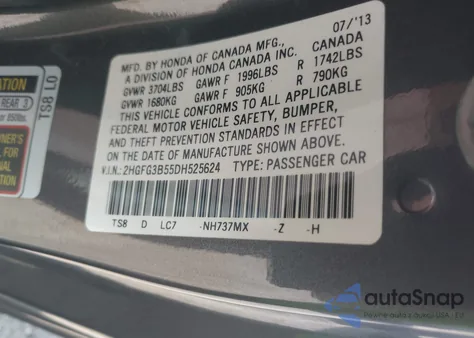 MFD. BY HONDA OF CANADA MFG., 07/'13
A DIVISION OF HONDA CANADA INC. CANADA
GVWR 3704LBS GAWR F 1996LBS R 1742LBS
GVWR 1680KG GAWR F 905KG R 790KG
THIS VEHICLE CONFORMS TO ALL APPLICABLE
FEDERAL MOTOR VEHICLE SAFETY, BUMPER,
AND THEFT PREVENTION STANDARDS IN EFFECT
ON THE DATE OF MANUFACTURE SHOWN ABOVE.
V.I.N.: 2HGFG3B55DH525624 TYPE: PASSENGER CAR
TS8 D LC7 -NH737MX -Z -H
TS8 L0
REAR 3
autoSnap